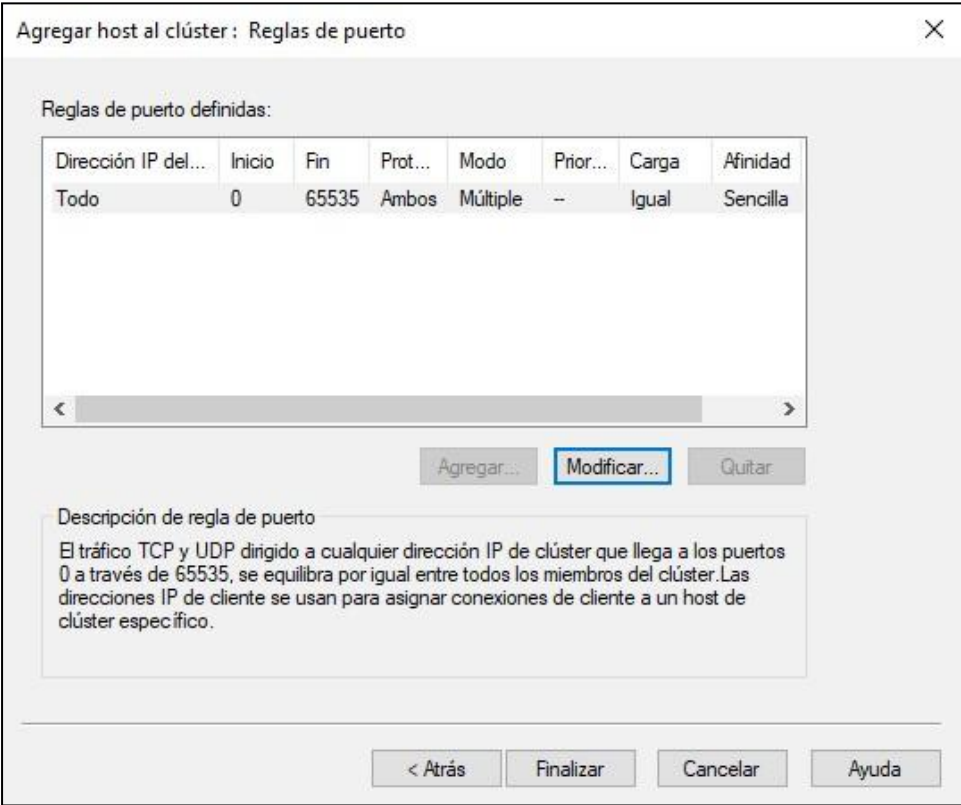 Agregar host al clúster : Reglas de puerto
Reglas de puerto definidas:
Dirección IP del... Inicio Fin Prot... Modo Prior... Carga Afinidad
Todo 0 65535 Ambos Múltiple -- Igual Sencilla
Agregar... Modificar... Quitar
Descripción de regla de puerto
El tráfico TCP y UDP dirigido a cualquier dirección IP de clúster que llega a los puertos
0 a través de 65535, se equilibra por igual entre todos los miembros del clúster.Las
direcciones IP de cliente se usan para asignar conexiones de cliente a un host de
clúster específico.
< Atrás Finalizar Cancelar Ayuda